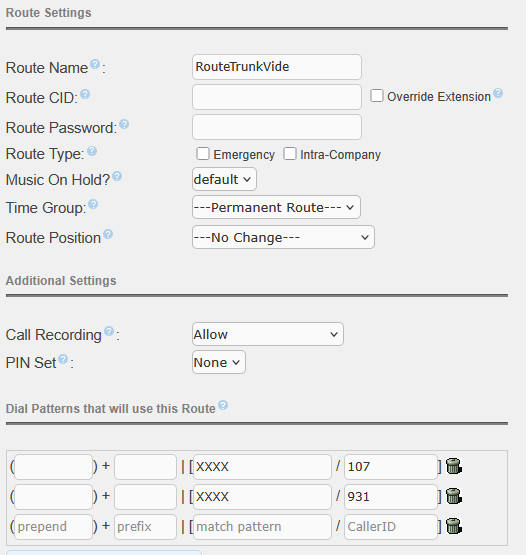 Route Settings
Route Name? : RouteTrunkVide
Route CID:? Override Extension?
Route Password:?
Route Type:? Emergency Intra-Company
Music On Hold?? default
Time Group:? ---Permanent Route---
Route Position? ---No Change---
Additional Settings
Call Recording? : Allow
PIN Set? : None
Dial Patterns that will use this Route?
( ) + | [ XXXX / 107 ]
( ) + | [ XXXX / 931 ]
( prepend ) + prefix | [ match pattern / CallerID ]